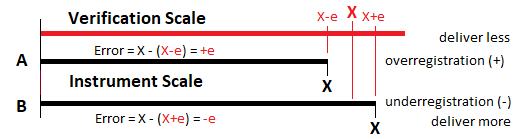 Verification Scale X-e X X+e
deliver less
A Error = X - (X-e) = +e overregistration (+)
X
Instrument Scale
B underregistration (-)
Error = X - (X+e) = -e deliver more
X